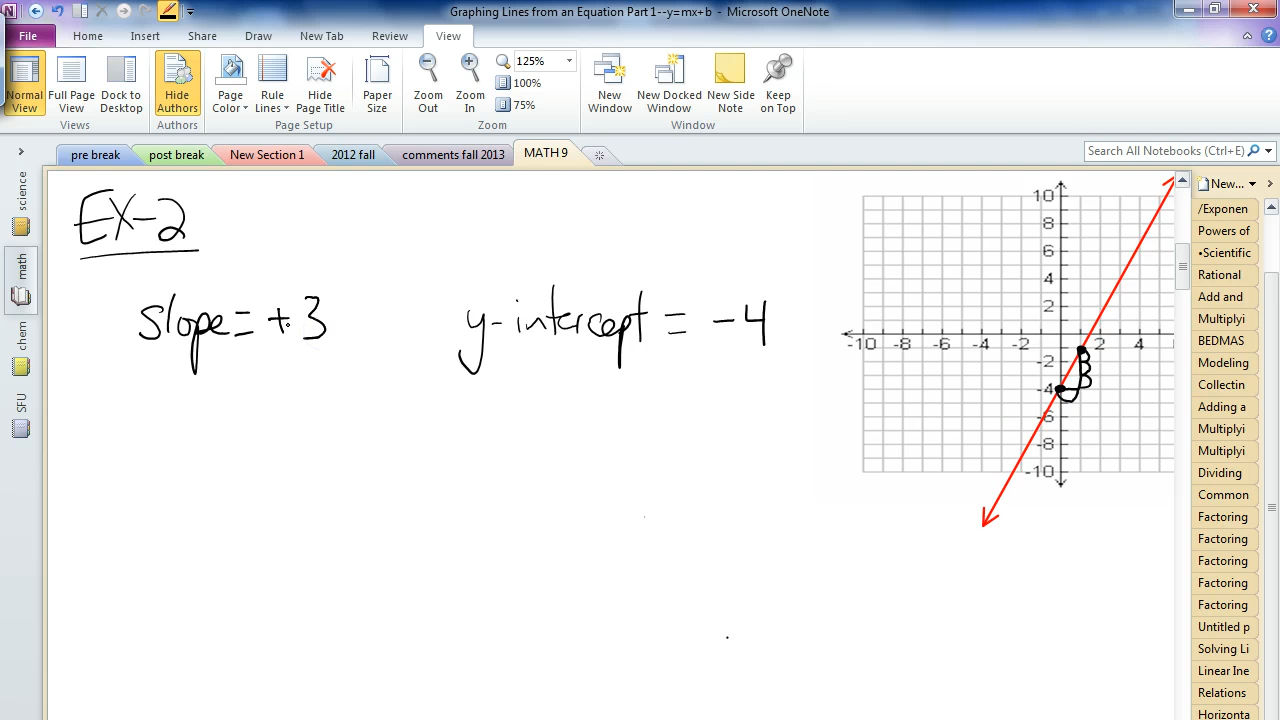 Graphing Lines from an Equation Part 1--y=mx+b - Microsoft OneNote
File Home Insert Share Draw New Tab Review View
Normal View
Full Page View
Dock to Desktop
Hide Authors
Page Color
Rule Lines
Hide Page Title
Paper Size
Zoom Out
Zoom In
125%
100%
75%
New Window
New Docked Window
New Side Note
Keep on Top
Views Authors Page Setup Zoom Window
pre break post break New Section 1 2012 fall comments fall 2013 MATH 9
Search All Notebooks (Ctrl+E)
science
math
chem
SFU
EX-2
slope = +3 y-intercept = -4
10
8
6
4
2
-10 -8 -6 -4 -2 2 4
-2
-4
-6
-8
-10
New...
/Exponen
Powers of
•Scientific
Rational
Add and
Multiplyi
BEDMAS
Modeling
Collectin
Adding a
Multiplyi
Multiplyi
Dividing
Common
Factoring
Factoring
Factoring
Factoring
Factoring
Untitled p
Solving Li
Linear Ine
Relations
Horizonta